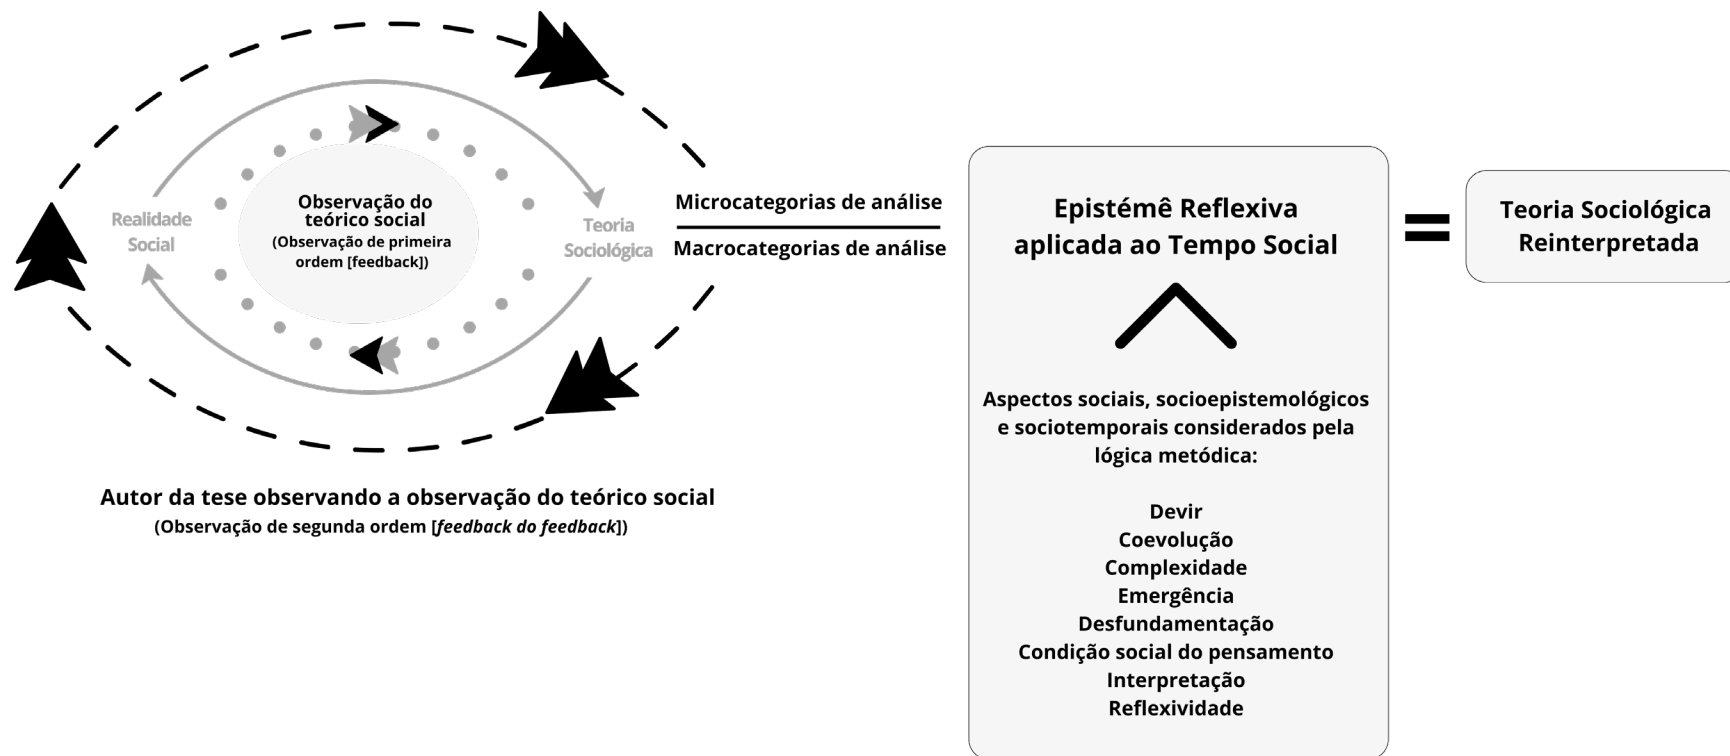 Observação do
teórico social
(Observação de primeira
ordem [feedback])
Realidade
Social
Teoria
Sociológica
Microcategorias de análise
Macrocategorias de análise
Autor da tese observando a observação do teórico social
(Observação de segunda ordem [feedback do feedback])
Epistémê Reflexiva
aplicada ao Tempo Social
Aspectos sociais, socioepistemológicos
e sociotemporais considerados pela
lógica metódica:
Devir
Coevolução
Complexidade
Emergência
Desfundamentação
Condição social do pensamento
Interpretação
Reflexividade
=
Teoria Sociológica
Reinterpretada